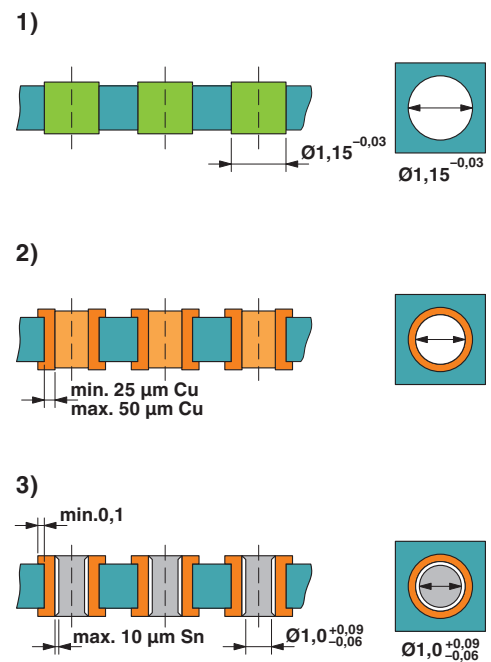 1)
Ø1,15 –0,03
Ø1,15 –0,03
2)
min. 25 µm Cu
max. 50 µm Cu
3)
min.0,1
max. 10 µm Sn
Ø1,0 +0,09 –0,06
Ø1,0 +0,09 –0,06